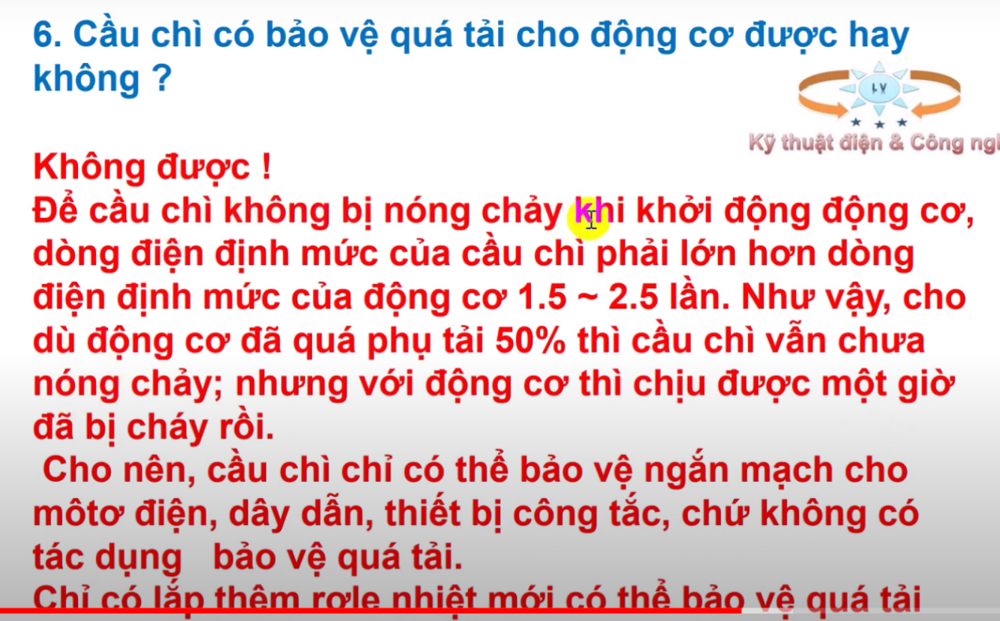 6. Cầu chì có bảo vệ quá tải cho động cơ được hay
không ?
LV
Kỹ thuật điện & Công
Không được !
Để cầu chì không bị nóng chảy khi khởi động động cơ,
dòng điện định mức của cầu chì phải lớn hơn dòng
điện định mức của động cơ 1.5 ~ 2.5 lần. Như vậy, cho
dù động cơ đã quá phụ tải 50% thì cầu chì vẫn chưa
nóng chảy; nhưng với động cơ thì chịu được một giờ
đã bị cháy rồi.
Cho nên, cầu chì chỉ có thể bảo vệ ngắn mạch cho
môtơ điện, dây dẫn, thiết bị công tắc, chứ không có
tác dụng bảo vệ quá tải.
Chỉ có lắp thêm rơle nhiệt mới có thể bảo vệ quá tải